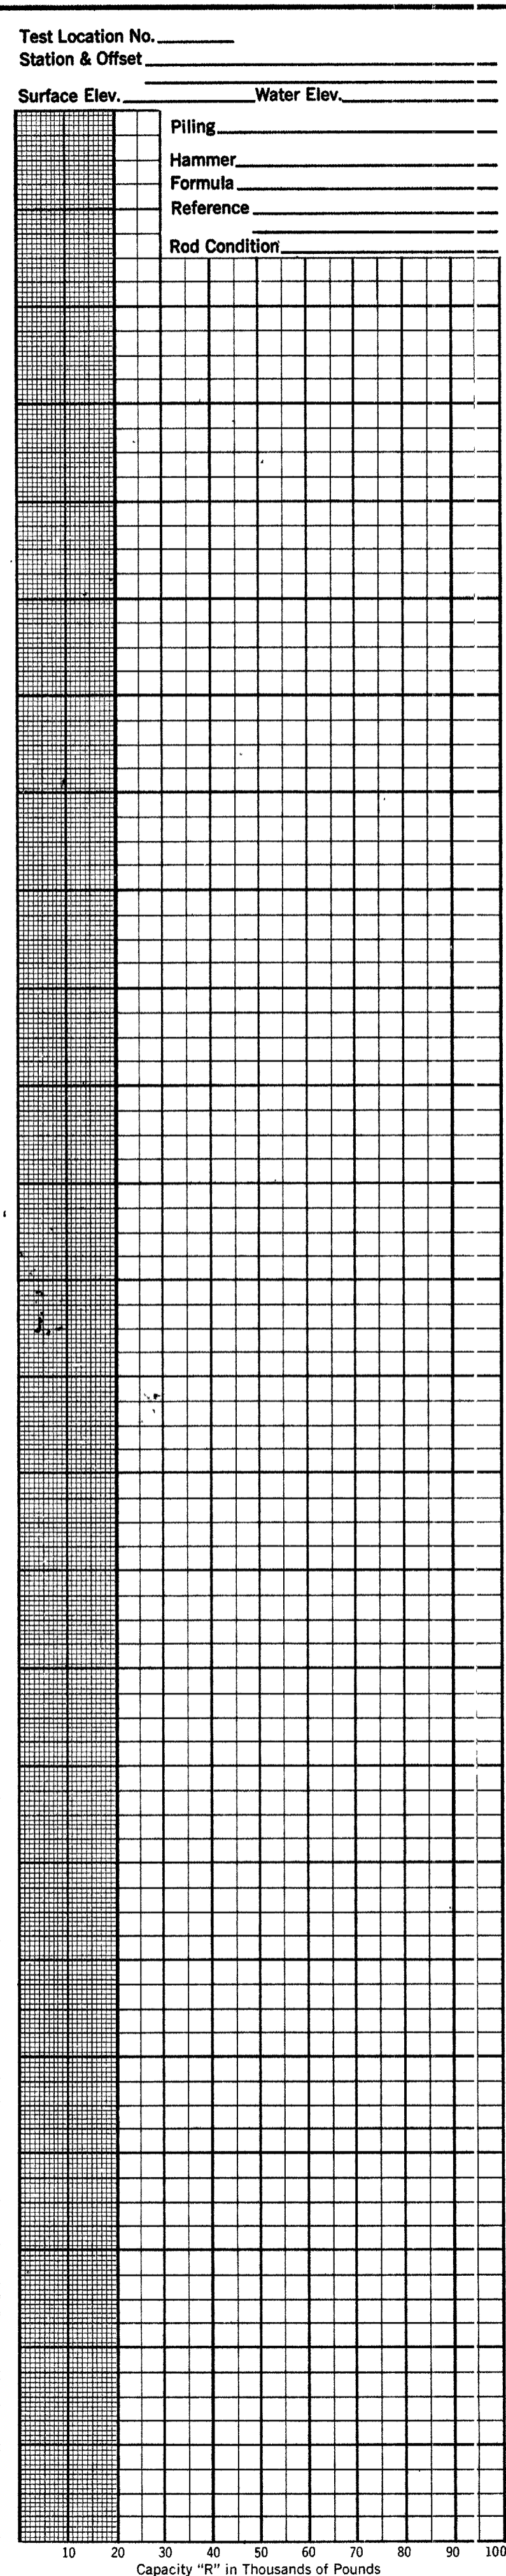 Test Location No.
Station & Offset
Surface Elev. Water Elev.
Piling
Hammer
Formula
Reference
Rod Condition
10 20 30 40 50 60 70 80 90 100
Capacity "R" in Thousands of Pounds